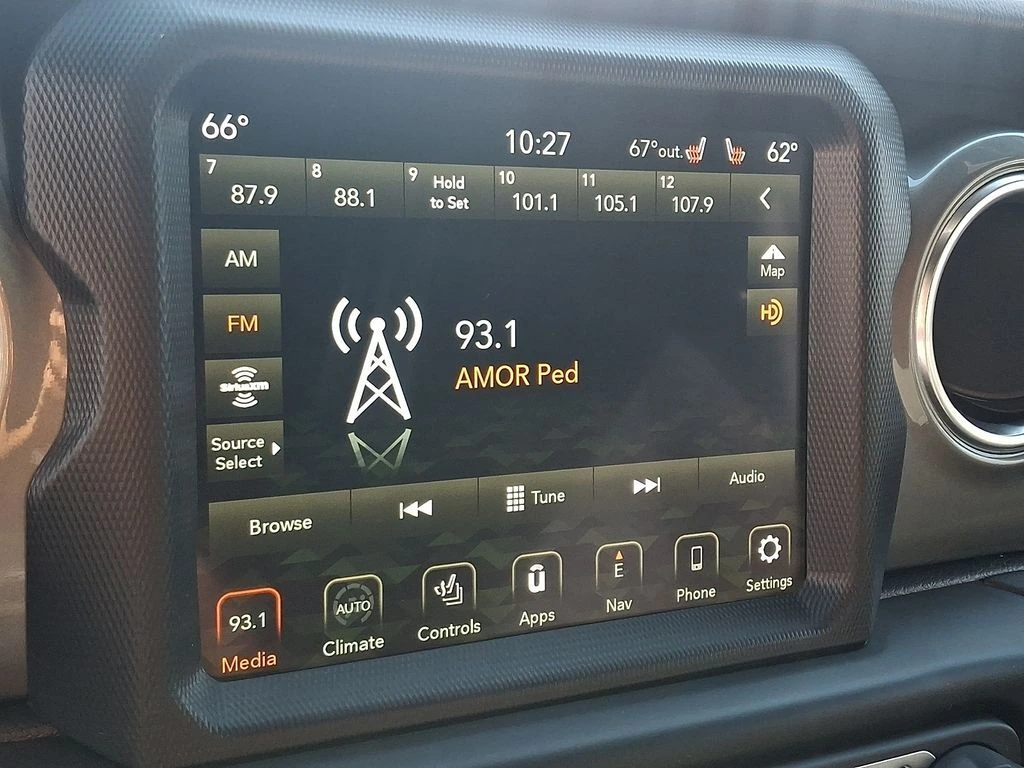 66°
10:27
67°out.
62°
7
87.9
8
88.1
9
Hold
to Set
10
101.1
11
105.1
12
107.9
AM
Map
FM
HD
93.1
AMOR Ped
SiriusXM
Source
Select
Browse
Tune
Audio
93.1
Media
AUTO
Climate
Controls
u
Apps
E
Nav
Phone
Settings